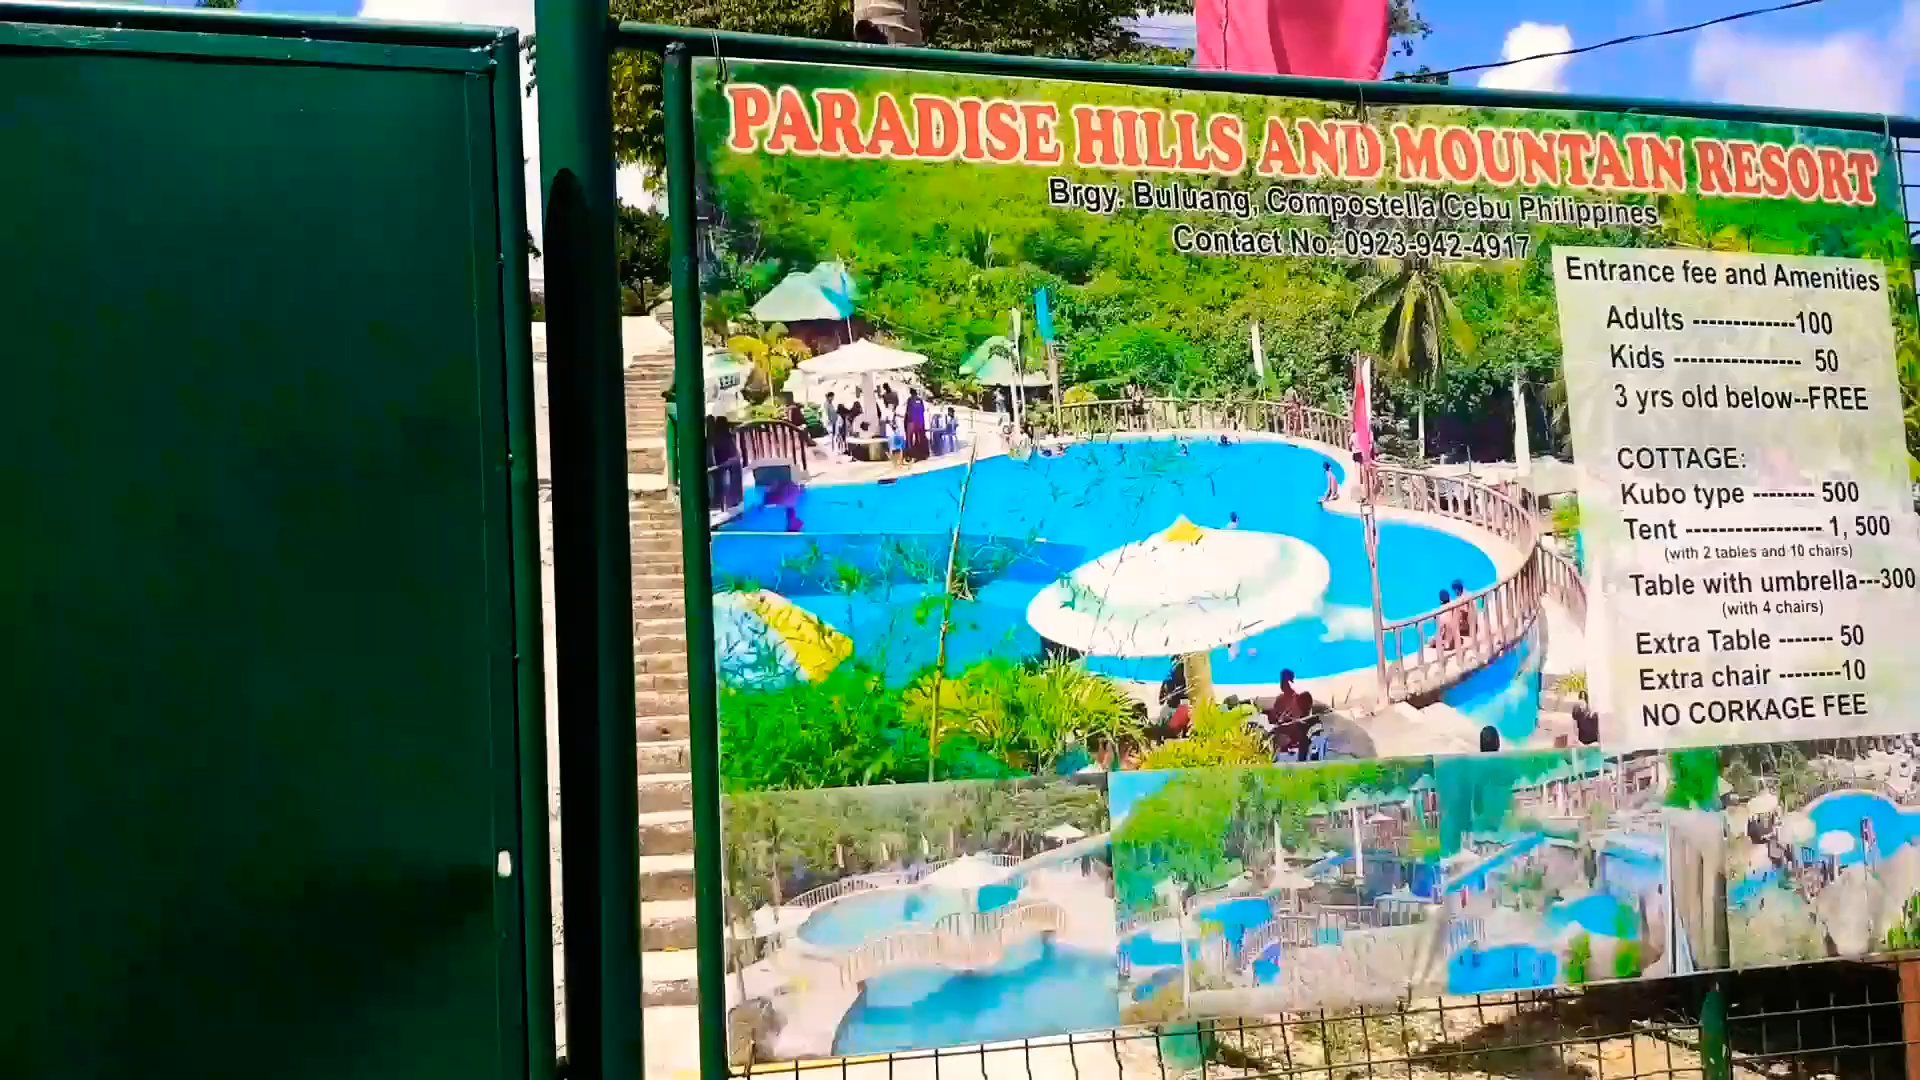 PARADISE HILLS AND MOUNTAIN RESORT
Brgy. Buluang, Compostella Cebu Philippines
Contact No: 0923-942-4917
Entrance fee and Amenities
Adults -------------100
Kids ---------------- 50
3 yrs old below--FREE
COTTAGE:
Kubo type -------- 500
Tent ----------------- 1, 500
(with 2 tables and 10 chairs)
Table with umbrella---300
(with 4 chairs)
Extra Table ------- 50
Extra chair --------10
NO CORKAGE FEE